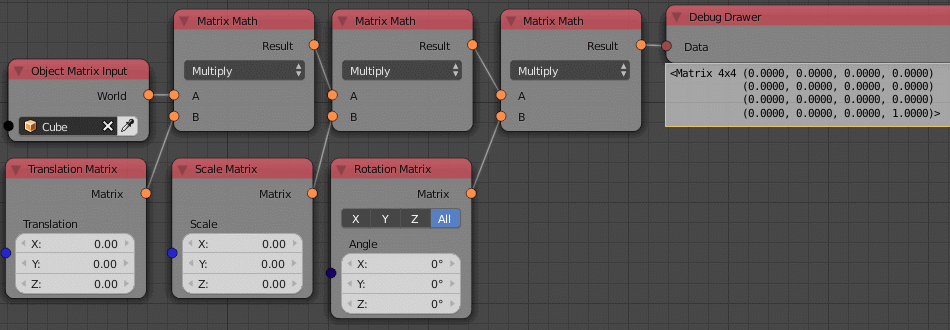 Object Matrix Input
World
Cube
Matrix Math
Result
Multiply
A
B
Matrix Math
Result
Multiply
A
B
Matrix Math
Result
Multiply
A
B
Debug Drawer
Data
<Matrix 4x4 (0.0000, 0.0000, 0.0000, 0.0000)
(0.0000, 0.0000, 0.0000, 0.0000)
(0.0000, 0.0000, 0.0000, 0.0000)
(0.0000, 0.0000, 0.0000, 1.0000)>
Translation Matrix
Matrix
Translation
X: 0.00
Y: 0.00
Z: 0.00
Scale Matrix
Matrix
Scale
X: 0.00
Y: 0.00
Z: 0.00
Rotation Matrix
Matrix
X Y Z All
Angle
X: 0°
Y: 0°
Z: 0°